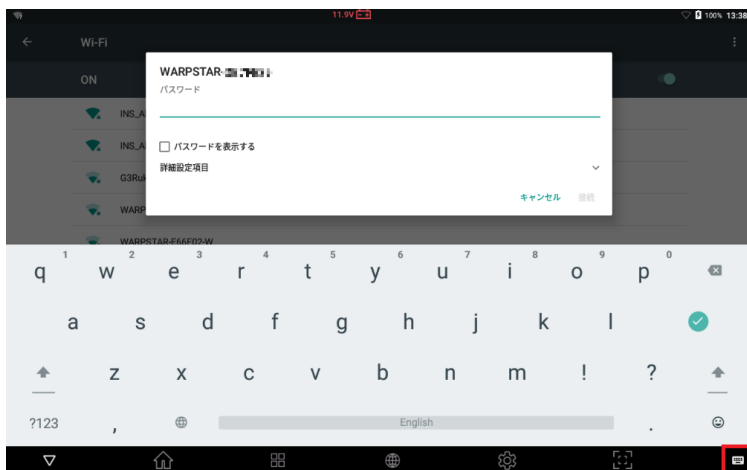 11.9V
100% 13:38
Wi-Fi
ON
WARPSTAR-
パスワード
INS_A
パスワードを表示する
INS_A
詳細設定項目
G3Ruk
キャンセル 接続
WARP
WARPSTAR-E66F02-W
1 2 3 4 5 6 7 8 9 0
q w e r t y u i o p
a s d f g h j k l
z x c v b n m ! ?
?123 , English .